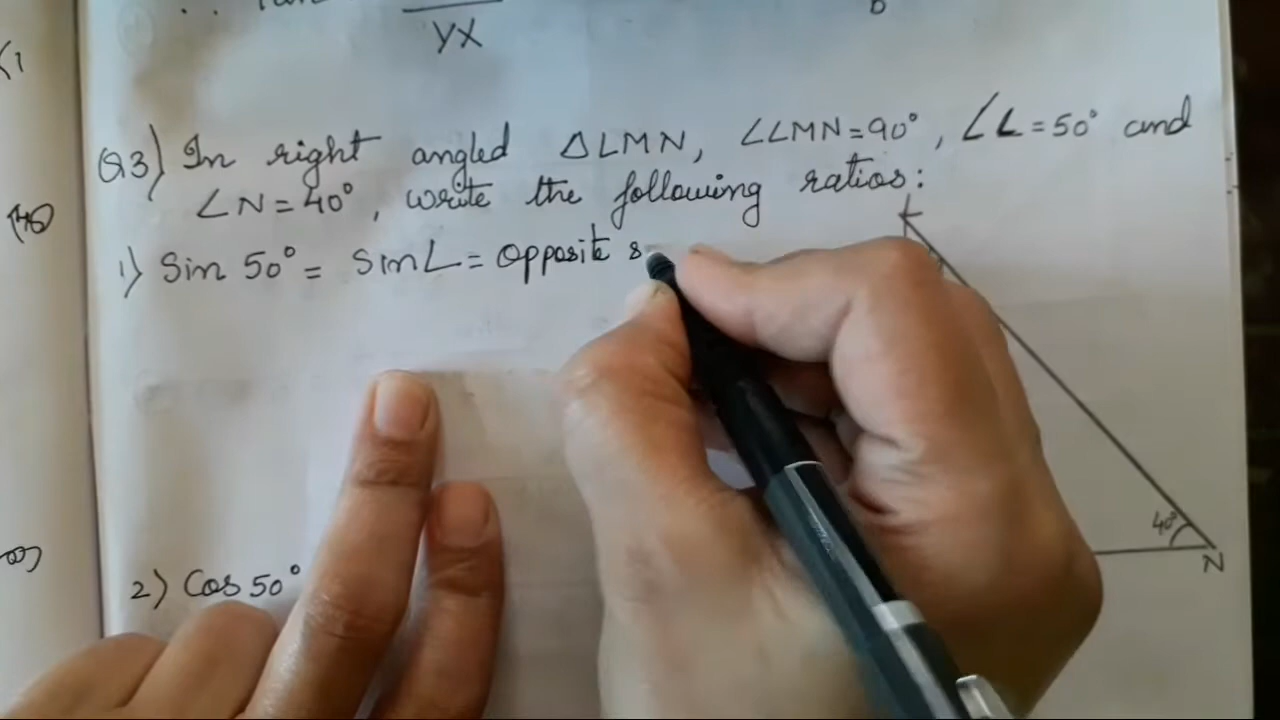 YX
Q3) In right angled △LMN, ∠LMN=90°, ∠L=50° and
∠N=40°, write the following ratios:
L
1) Sin 50° = Sin L = Opposite s
40°
N
2) Cos 50°